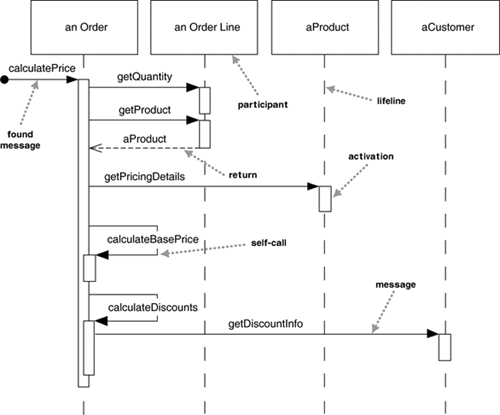 an Order
an Order Line
aProduct
aCustomer
calculatePrice
getQuantity
participant
lifeline
getProduct
found
message
aProduct
return
activation
getPricingDetails
calculateBasePrice
self-call
message
calculateDiscounts
getDiscountInfo